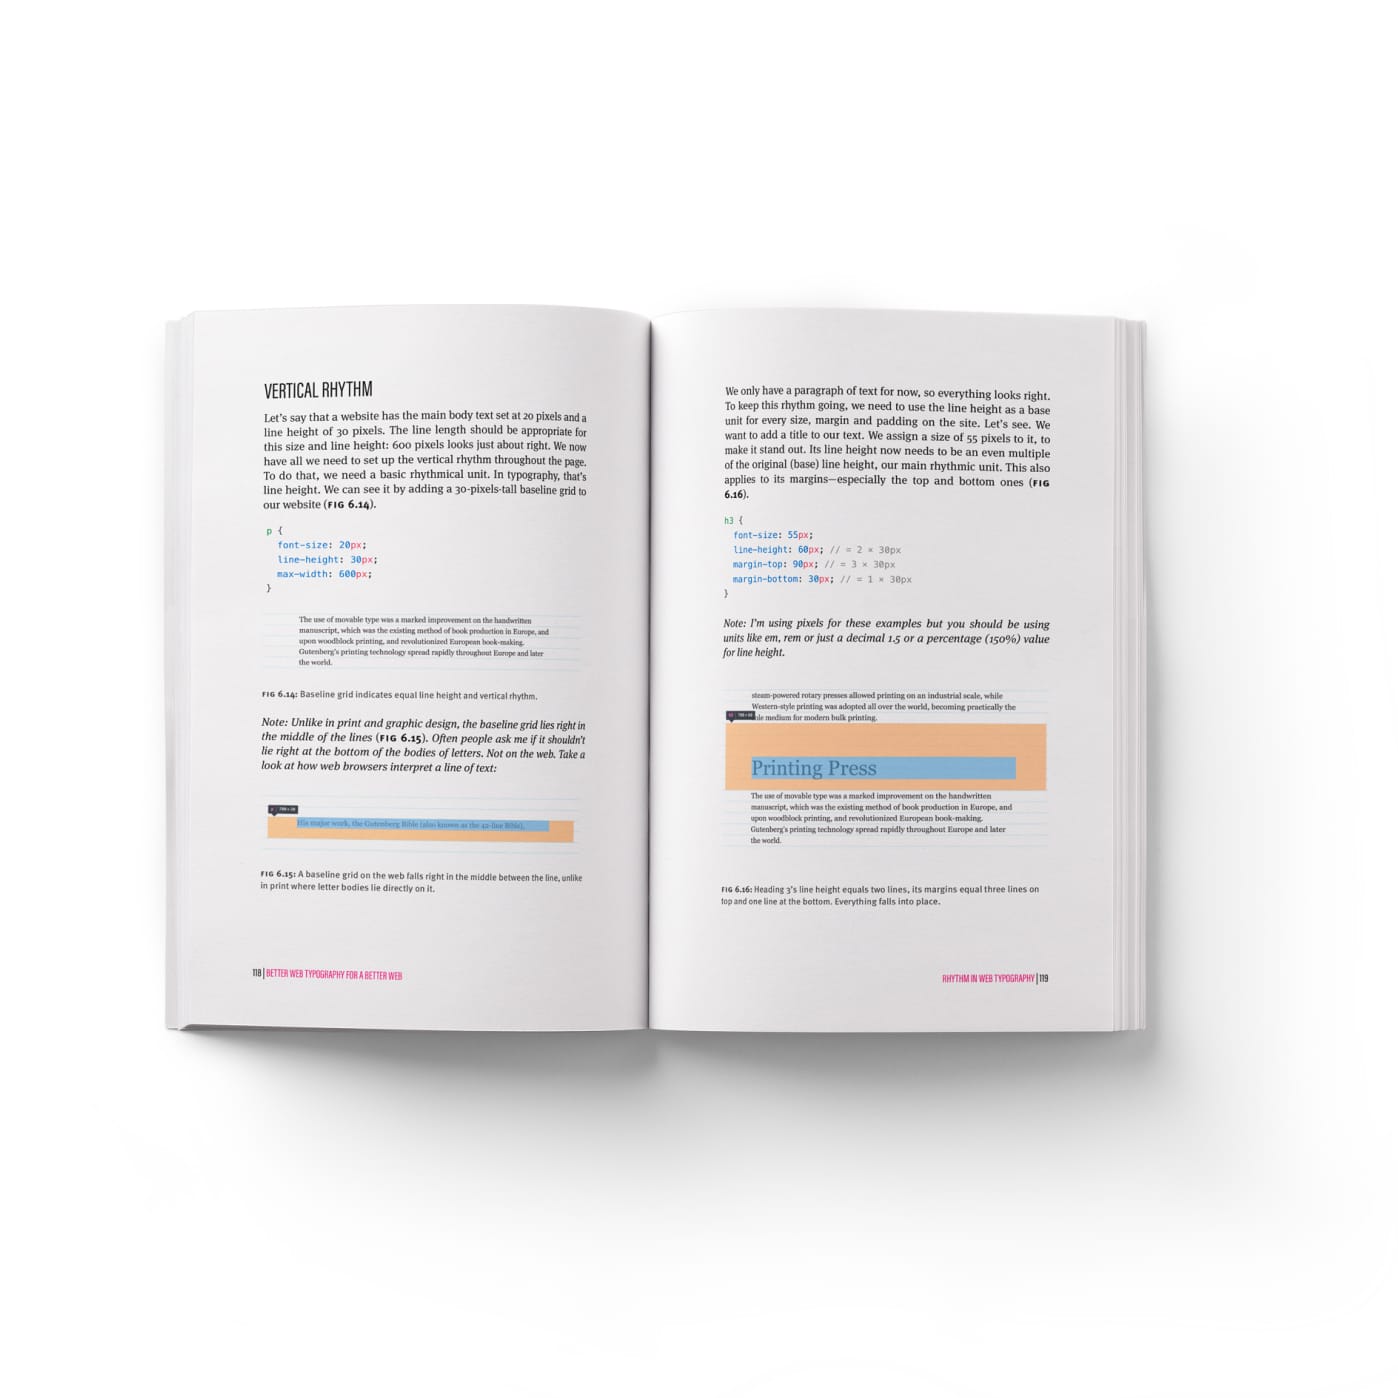 VERTICAL RHYTHM
Let's say that a website has the main body text set at 20 pixels and a
line height of 30 pixels. The line length should be appropriate for
this size and line height: 600 pixels looks just about right. We now
have all we need to set up the vertical rhythm throughout the page.
To do that, we need a basic rhythmical unit. In typography, that's
line height. We can see it by adding a 30-pixels-tall baseline grid to
our website (FIG 6.14).
p {
font-size: 20px;
line-height: 30px;
max-width: 600px;
}
The use of movable type was a marked improvement on the handwritten
manuscript, which was the existing method of book production in Europe, and
upon woodblock printing, and revolutionized European book-making.
Gutenberg's printing technology spread rapidly throughout Europe and later
the world.
FIG 6.14: Baseline grid indicates equal line height and vertical rhythm.
Note: Unlike in print and graphic design, the baseline grid lies right in
the middle of the lines (FIG 6.15). Often people ask me if it shouldn't
lie right at the bottom of the bodies of letters. Not on the web. Take a
look at how web browsers interpret a line of text:
His major work, the Gutenberg Bible (also known as the 42-line Bible),
FIG 6.15: A baseline grid on the web falls right in the middle between the line, unlike
in print where letter bodies lie directly on it.
118 | BETTER WEB TYPOGRAPHY FOR A BETTER WEB
We only have a paragraph of text for now, so everything looks right.
To keep this rhythm going, we need to use the line height as a base
unit for every size, margin and padding on the site. Let's see. We
want to add a title to our text. We assign a size of 55 pixels to it, to
make it stand out. Its line height now needs to be an even multiple
of the original (base) line height, our main rhythmic unit. This also
applies to its margins—especially the top and bottom ones (FIG
6.16).
h3 {
font-size: 55px;
line-height: 60px; // = 2 × 30px
margin-top: 90px; // = 3 × 30px
margin-bottom: 30px; // = 1 × 30px
}
Note: I'm using pixels for these examples but you should be using
units like em, rem or just a decimal 1.5 or a percentage (150%) value
for line height.
steam-powered rotary presses allowed printing on an industrial scale, while
Western-style printing was adopted all over the world, becoming practically the
medium for modern bulk printing.
Printing Press
The use of movable type was a marked improvement on the handwritten
manuscript, which was the existing method of book production in Europe, and
upon woodblock printing, and revolutionized European book-making.
Gutenberg's printing technology spread rapidly throughout Europe and later
the world.
FIG 6.16: Heading 3's line height equals two lines, its margins equal three lines on
top and one line at the bottom. Everything falls into place.
RHYTHM IN WEB TYPOGRAPHY | 119